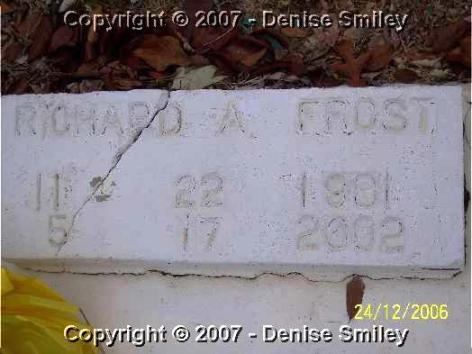 Copyright © 2007 - Denise Smiley
RICHARD A FROST
11 22 1931
5 17 2002
24/12/2006
Copyright © 2007 - Denise Smiley